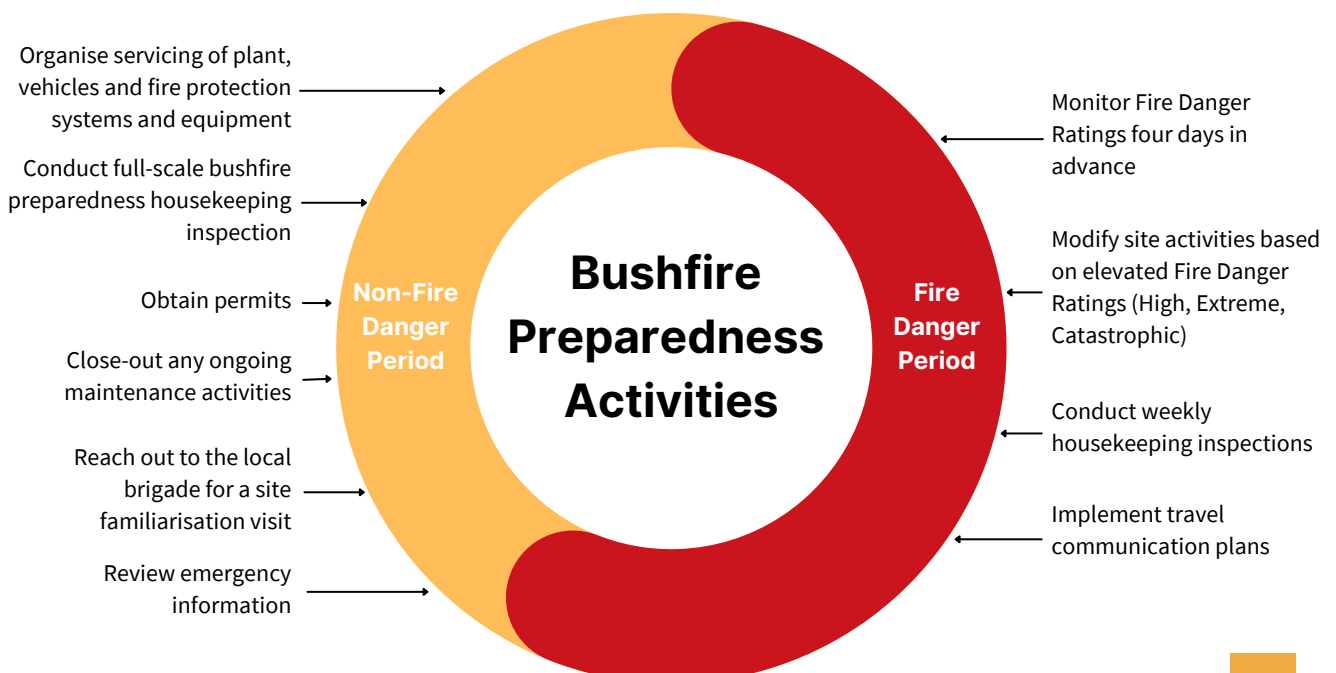 Organise servicing of plant,
vehicles and fire protection
systems and equipment
Conduct full-scale bushfire
preparedness housekeeping
inspection
Obtain permits
Close-out any ongoing
maintenance activities
Reach out to the local
brigade for a site
familiarisation visit
Review emergency
information
Non-Fire
Danger
Period
Bushfire
Preparedness
Activities
Fire
Danger
Period
Monitor Fire Danger
Ratings four days in
advance
Modify site activities based
on elevated Fire Danger
Ratings (High, Extreme,
Catastrophic)
Conduct weekly
housekeeping inspections
Implement travel
communication plans